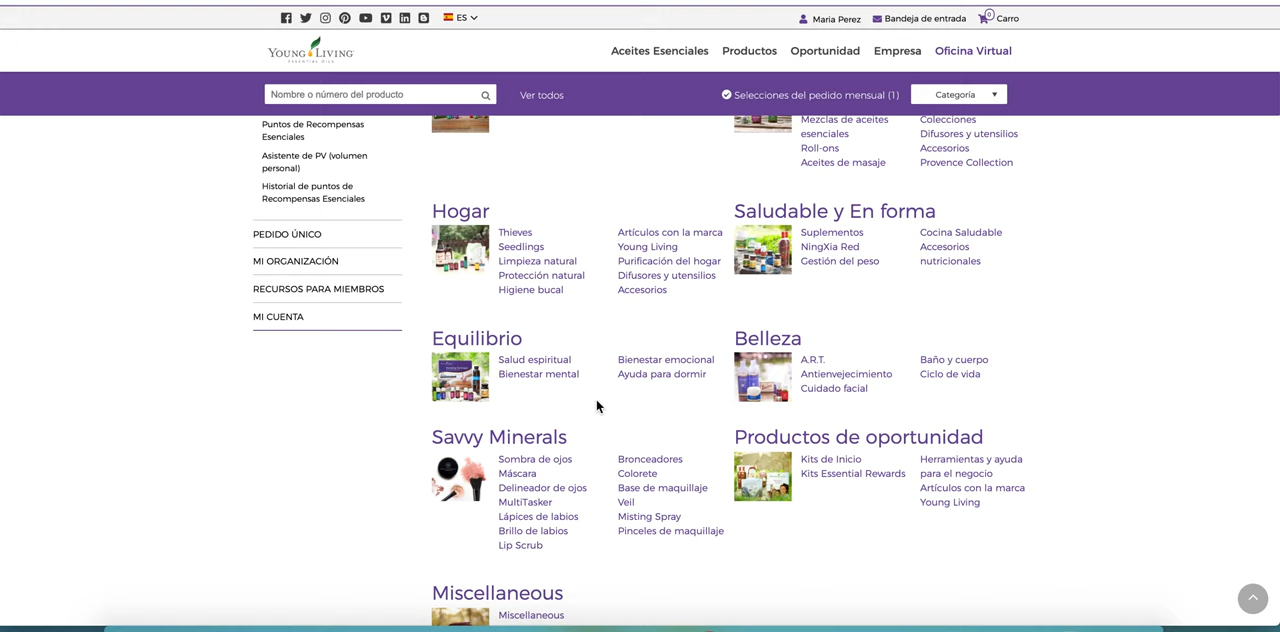 ES
Maria Perez
Bandeja de entrada
0
Carro
YOUNG LIVING
ESSENTIAL OILS
Aceites Esenciales
Productos
Oportunidad
Empresa
Oficina Virtual
Nombre o número del producto
Ver todos
Selecciones del pedido mensual (1)
Categoría
Puntos de Recompensas
Esenciales
Asistente de PV (volumen
personal)
Historial de puntos de
Recompensas Esenciales
PEDIDO ÚNICO
MI ORGANIZACIÓN
RECURSOS PARA MIEMBROS
MI CUENTA
Mezclas de aceites
esenciales
Roll-ons
Aceites de masaje
Colecciones
Difusores y utensilios
Accesorios
Provence Collection
Hogar
Thieves
Seedlings
Limpieza natural
Protección natural
Higiene bucal
Artículos con la marca
Young Living
Purificación del hogar
Difusores y utensilios
Accesorios
Saludable y En forma
Suplementos
NingXia Red
Gestión del peso
Cocina Saludable
Accesorios
nutricionales
Equilibrio
Salud espiritual
Bienestar mental
Bienestar emocional
Ayuda para dormir
Belleza
A.R.T.
Antienvejecimiento
Cuidado facial
Baño y cuerpo
Ciclo de vida
Savvy Minerals
Sombra de ojos
Máscara
Delineador de ojos
MultiTasker
Lápices de labios
Brillo de labios
Lip Scrub
Bronceadores
Colorete
Base de maquillaje
Veil
Misting Spray
Pinceles de maquillaje
Productos de oportunidad
Kits de Inicio
Kits Essential Rewards
Herramientas y ayuda
para el negocio
Artículos con la marca
Young Living
Miscellaneous
Miscellaneous